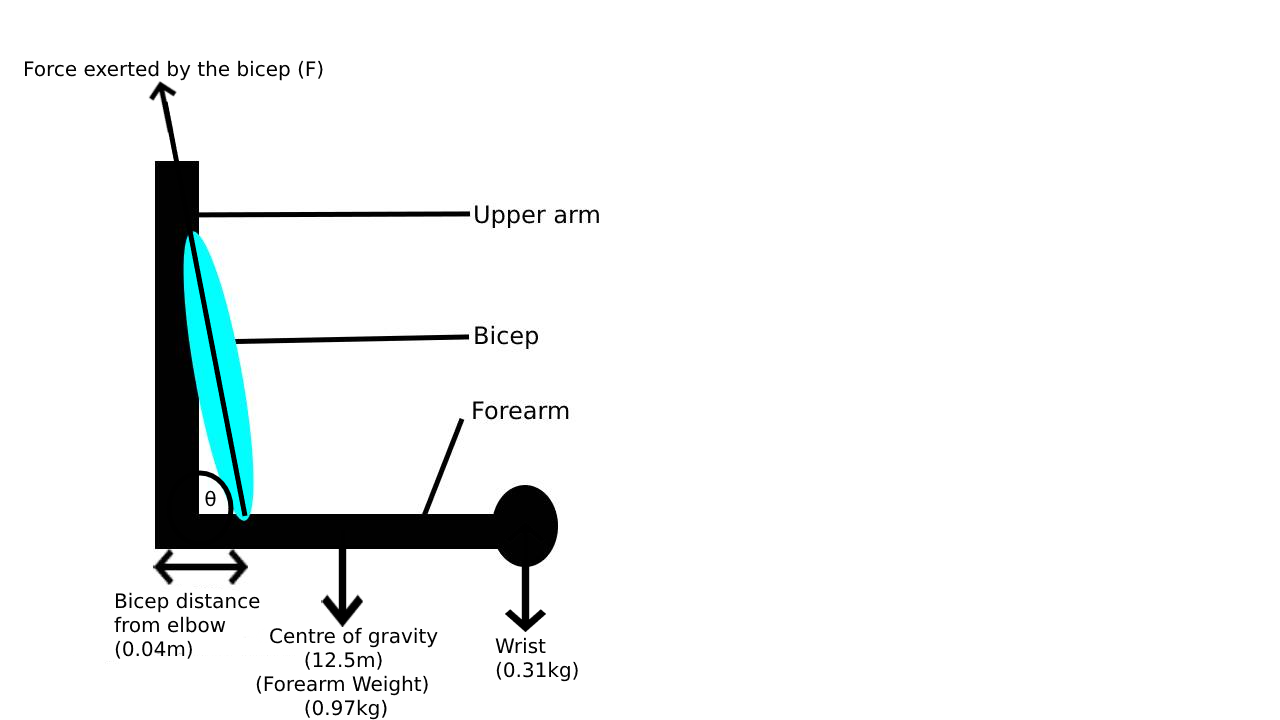 Force exerted by the bicep (F)
Upper arm
Bicep
Forearm
θ
Bicep distance
from elbow
(0.04m)
Centre of gravity
(12.5m)
(Forearm Weight)
(0.97kg)
Wrist
(0.31kg)